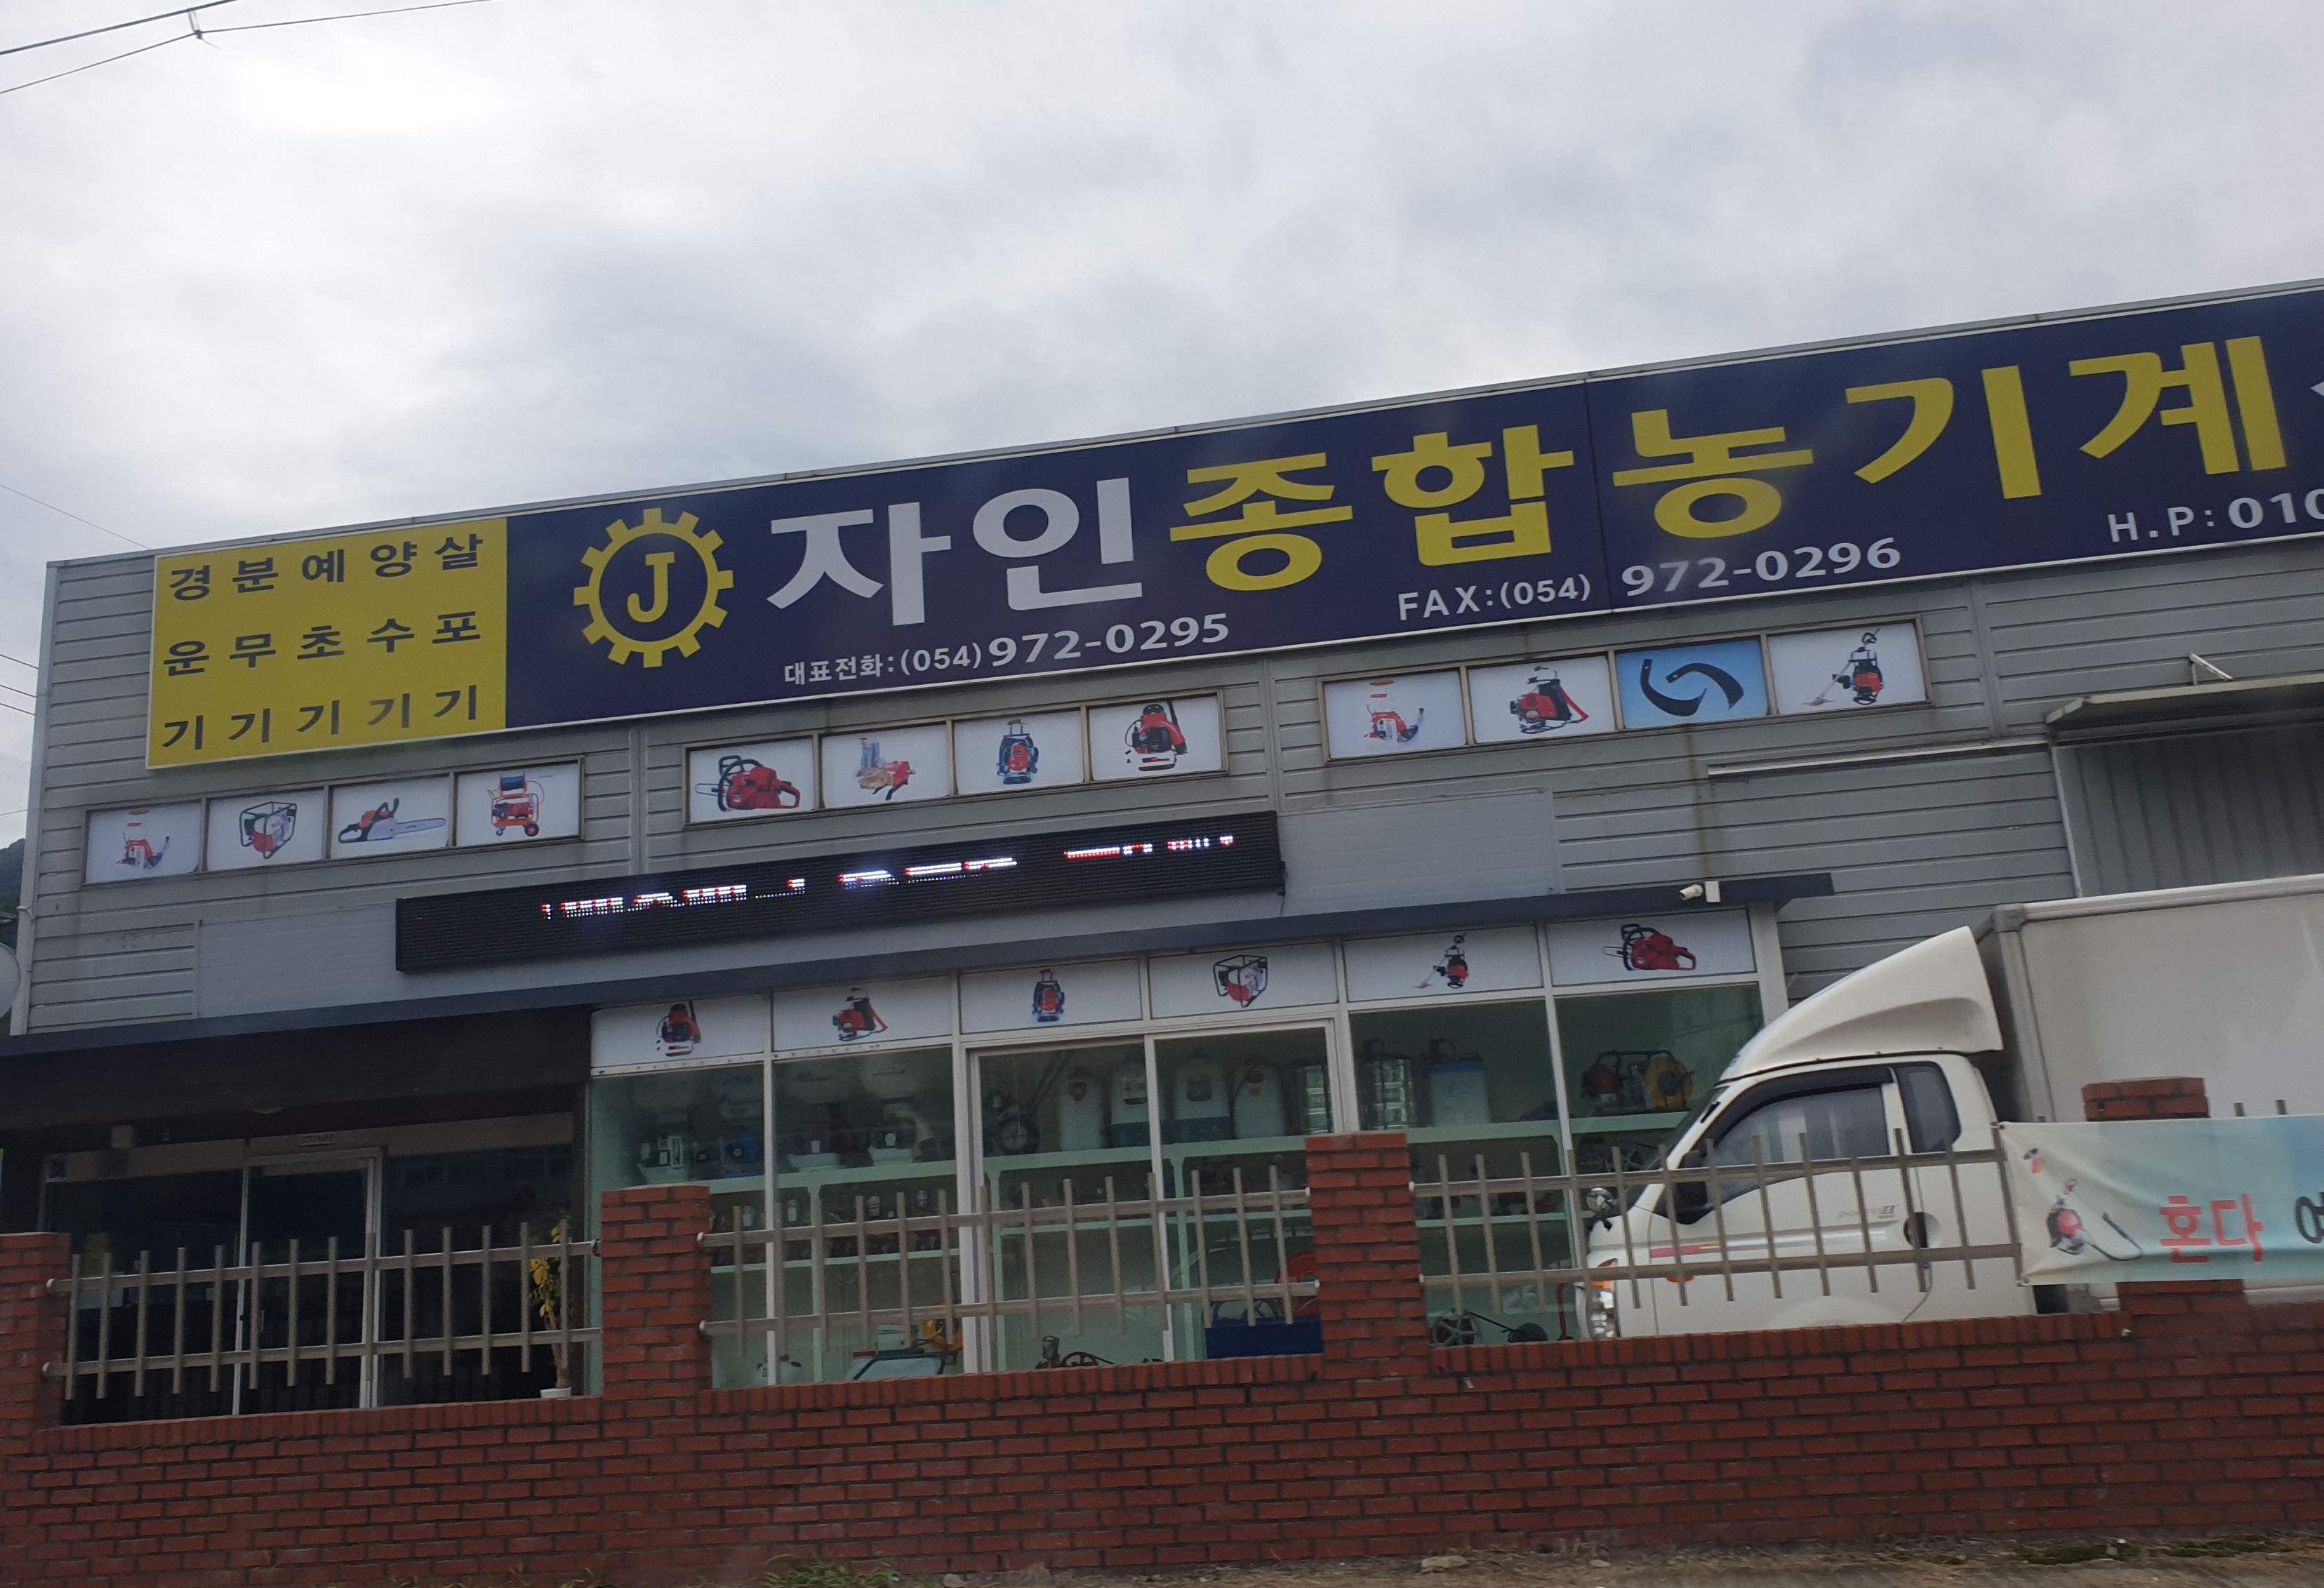 경 분 예 양 살
운 무 초 수 포
기 기 기 기 기
J
자인종합농기계
대표전화:(054)972-0295
FAX:(054) 972-0296
H.P:010
혼다